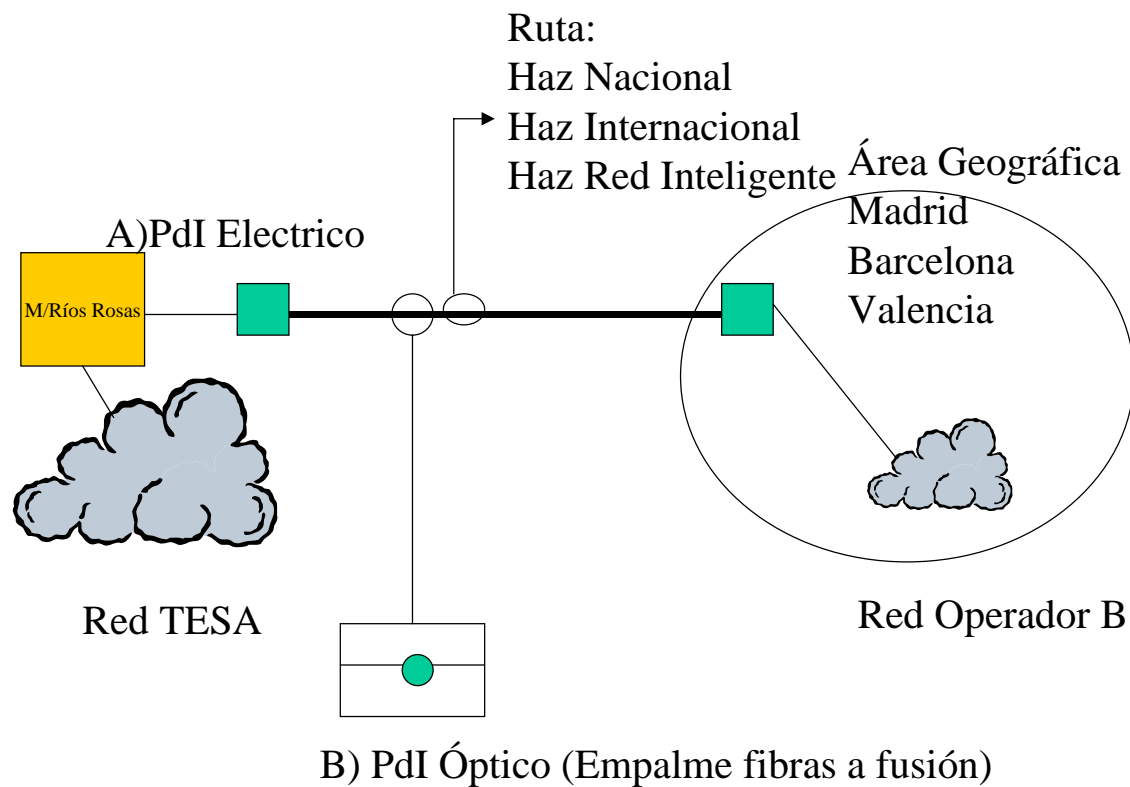 Ruta:
Haz Nacional
Haz Internacional
Haz Red Inteligente
Área Geográfica
Madrid
Barcelona
Valencia
A)PdI Electrico
M/Ríos Rosas
Red TESA
Red Operador B
B) PdI Óptico (Empalme fibras a fusión)